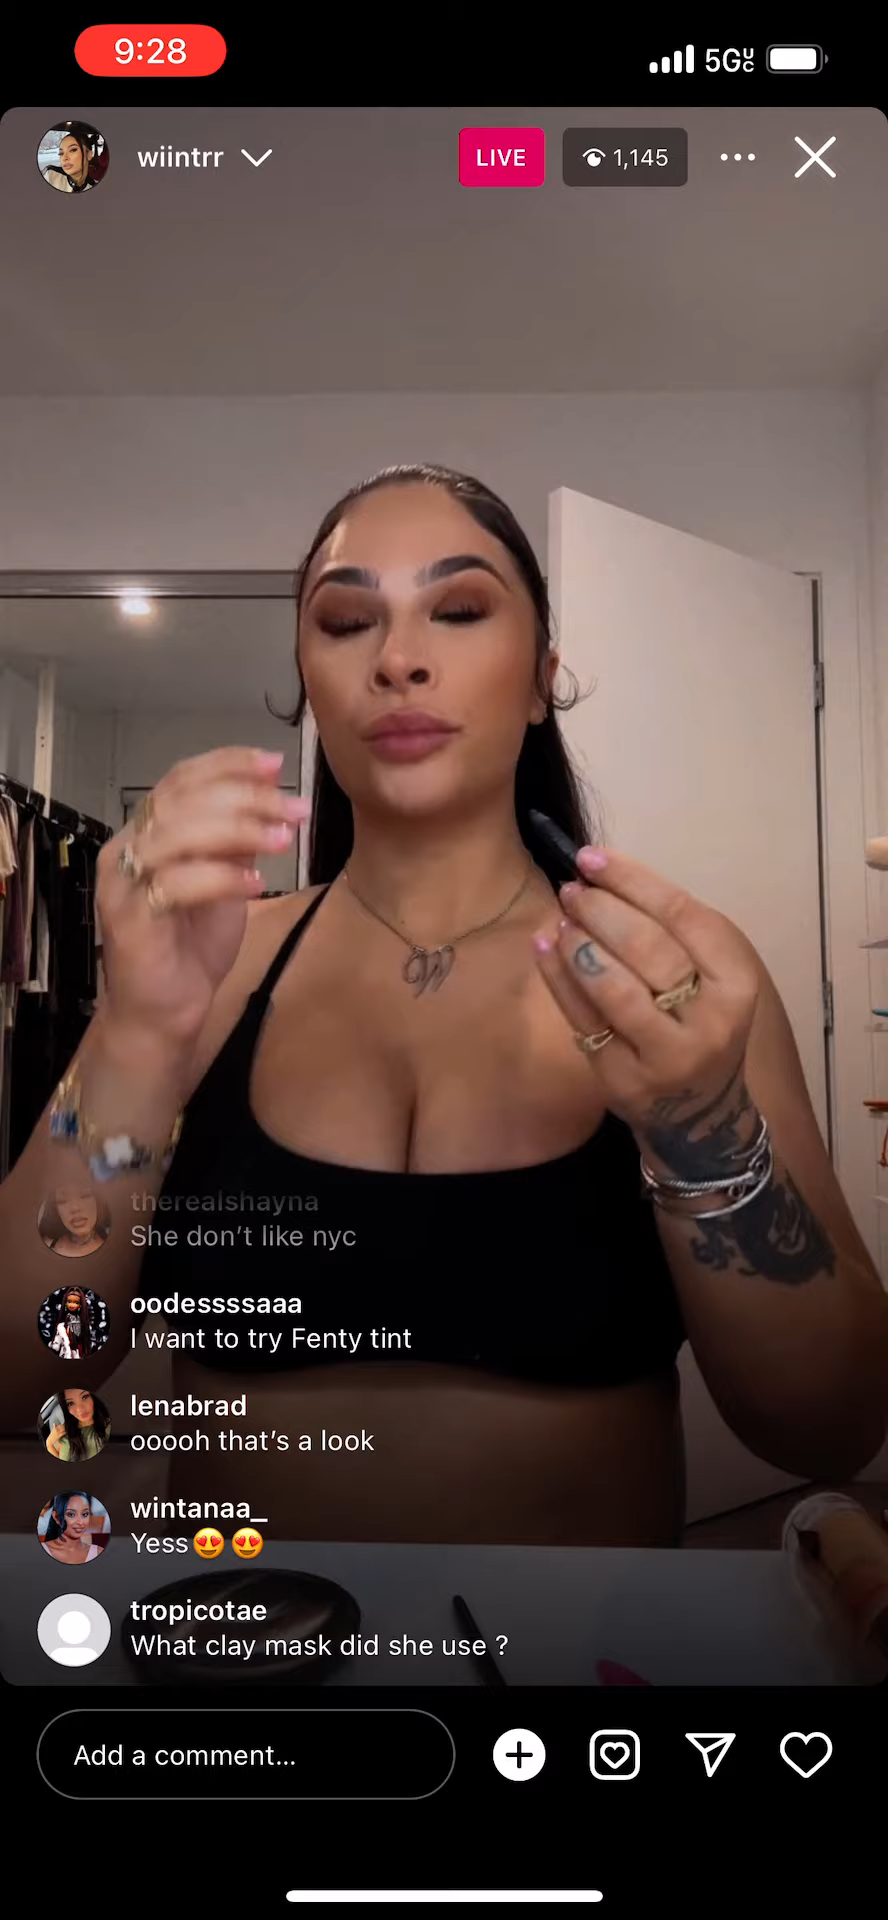 9:28
5GUC
wiintrr
LIVE
1,145
therealshayna
She don’t like nyc
oodessssaaa
I want to try Fenty tint
lenabrad
ooooh that’s a look
wintanaa_
Yess😍😍
tropicotae
What clay mask did she use ?
Add a comment...